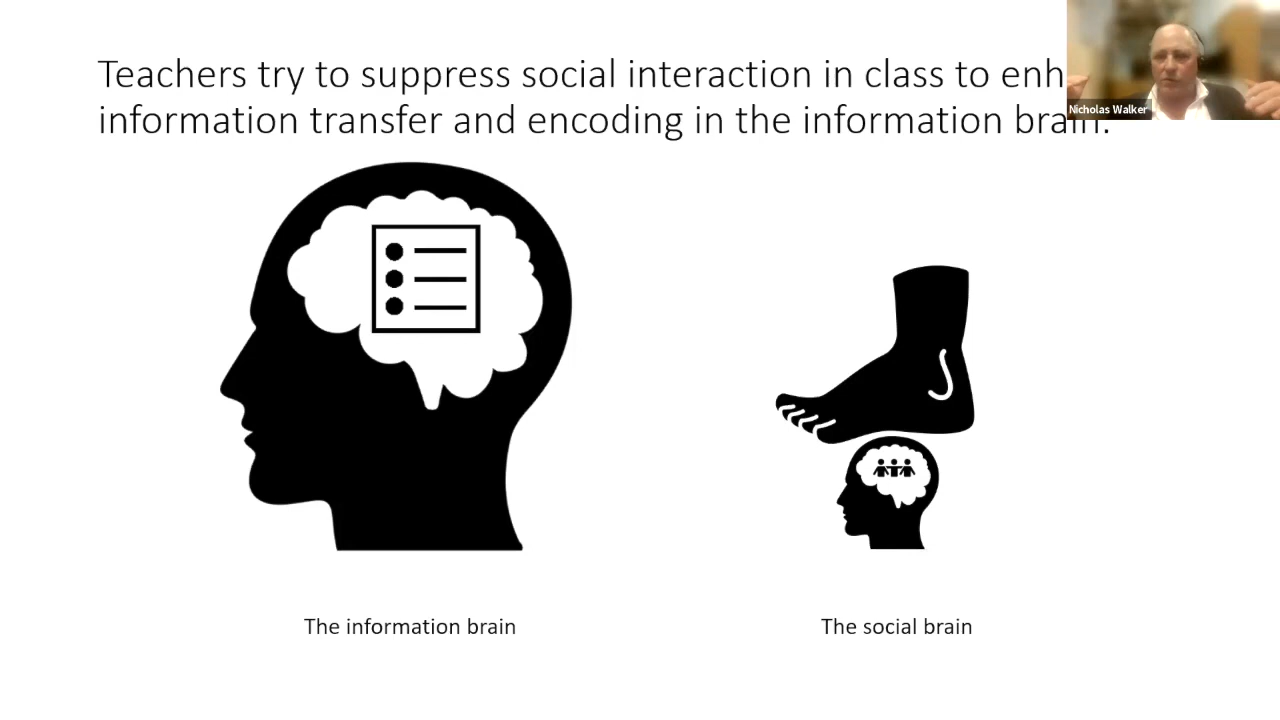 Teachers try to suppress social interaction in class to enh
information transfer and encoding in the information brain.
Nicholas Walker
The information brain
The social brain